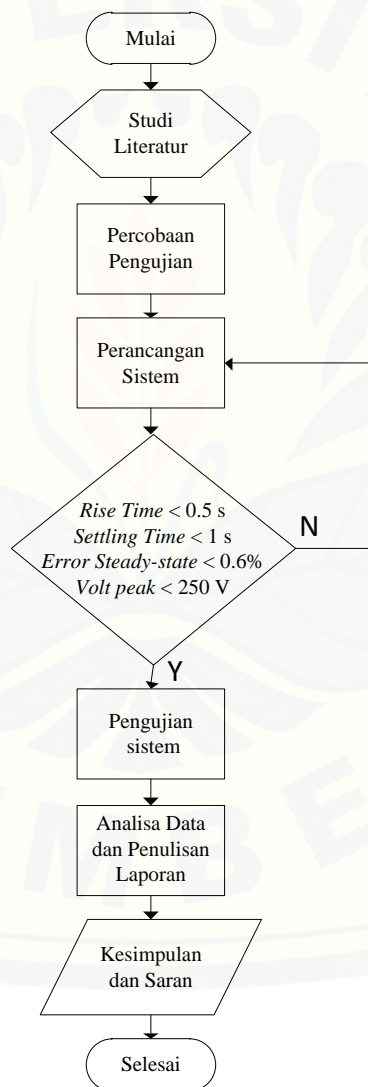 Mulai
Studi
Literatur
Percobaan
Pengujian
Perancangan
Sistem
Rise Time < 0.5 s
Settling Time < 1 s
Error Steady-state < 0.6%
Volt peak < 250 V
N
Y
Pengujian
sistem
Analisa Data
dan Penulisan
Laporan
Kesimpulan
dan Saran
Selesai